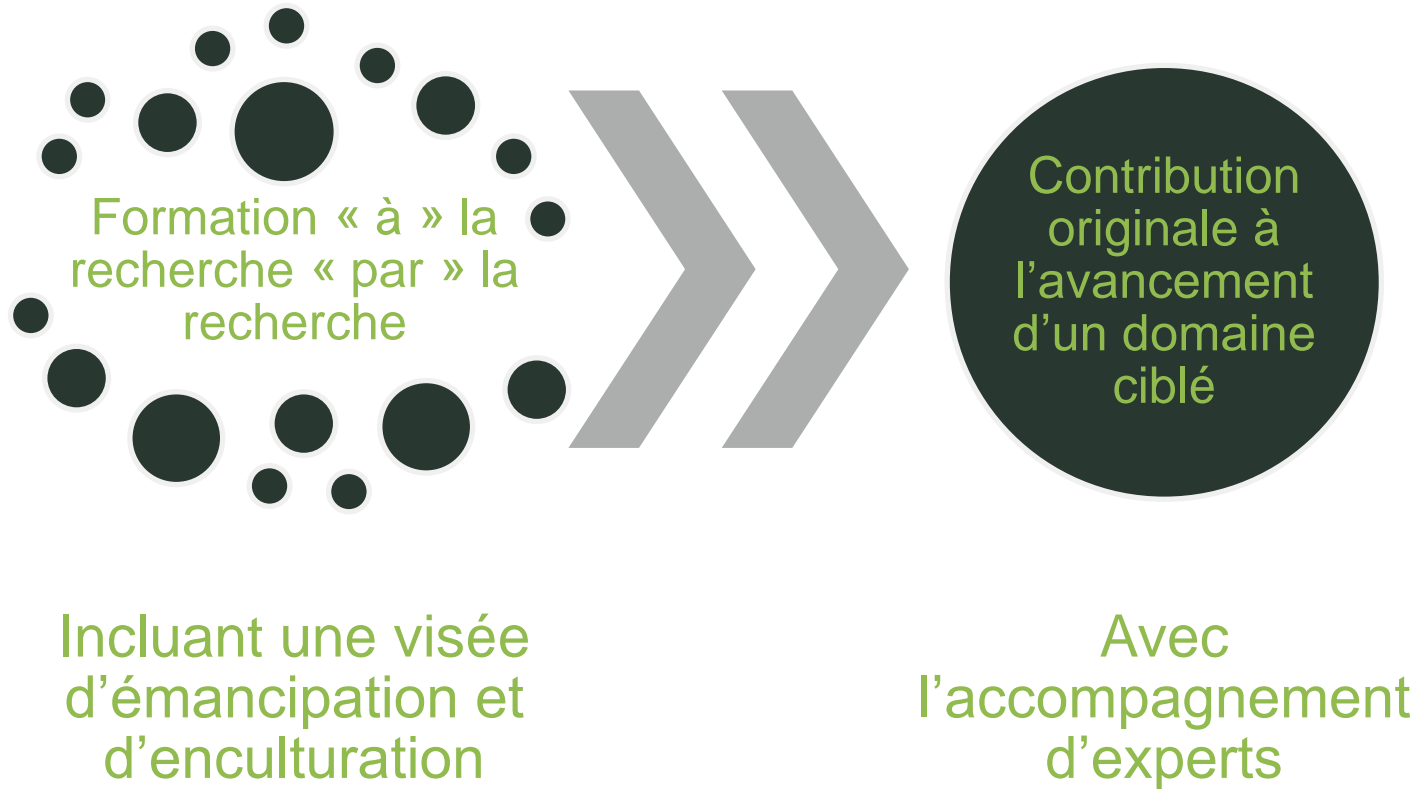 Formation « à » la
recherche « par » la
recherche
Contribution
originale à
l’avancement
d’un domaine
ciblé
Incluant une visée
d’émancipation et
d’enculturation
Avec
l’accompagnement
d’experts